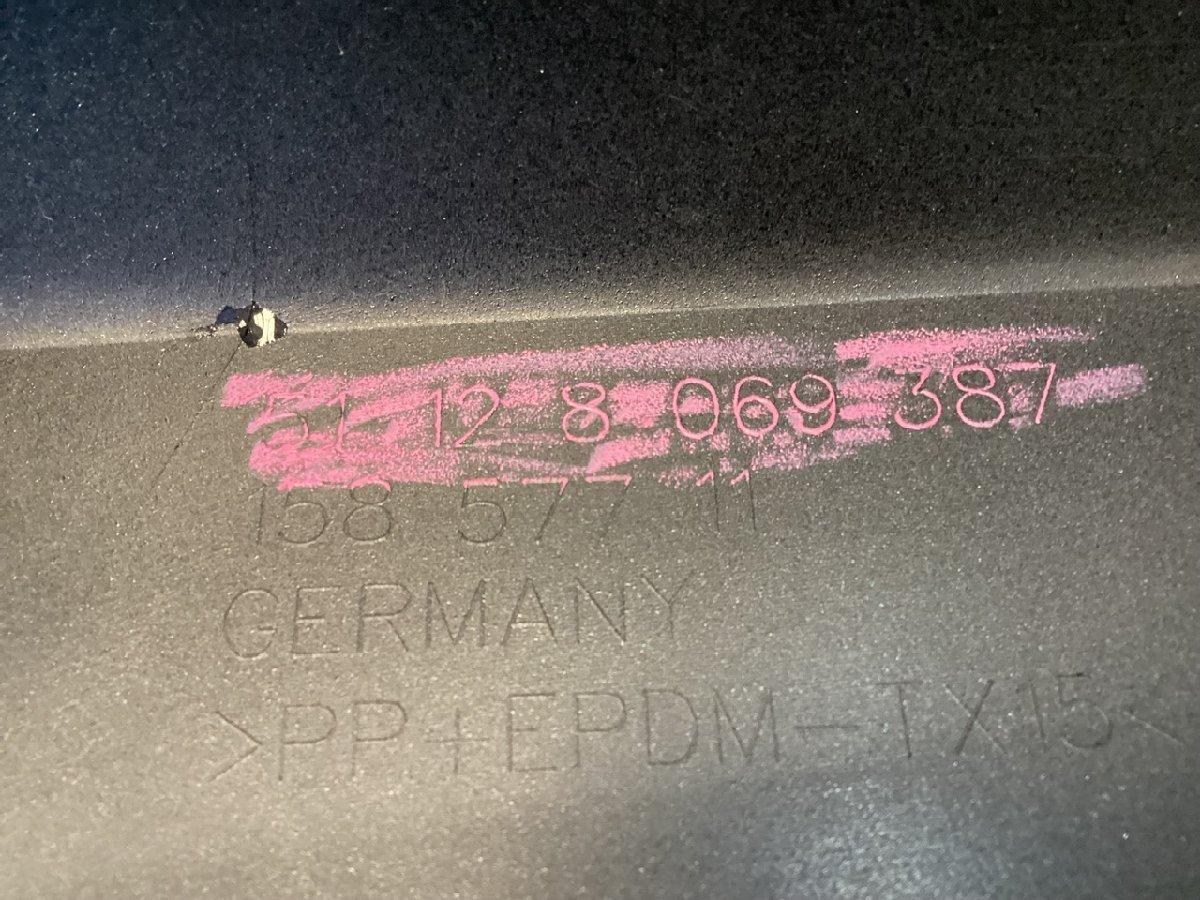 51 12 8 069 387
158 577 11
GERMANY
>PP+EPDM-TX15<